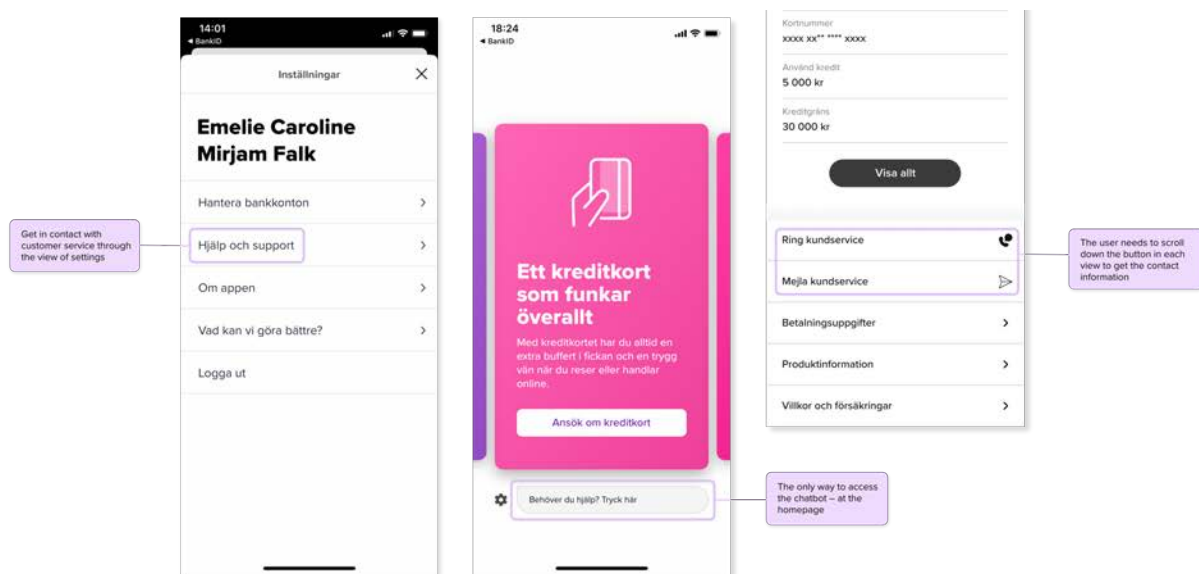 14:01
◀ BankID
Inställningar
Emelie Caroline
Mirjam Falk
Hantera bankkonton
Hjälp och support
Om appen
Vad kan vi göra bättre?
Logga ut
Get in contact with
customer service through
the view of settings
18:24
◀ BankID
Ett kreditkort
som funkar
överallt
Med kreditkortet har du alltid en
extra buffert i fickan och en trygg
vän när du reser eller handlar
online.
Ansök om kreditkort
Behöver du hjälp? Tryck här
The only way to access
the chatbot – at the
homepage
Kortnummer
xxxx xx** **** xxxx
Använd kredit
5 000 kr
Kreditgräns
30 000 kr
Visa allt
Ring kundservice
Mejla kundservice
Betalningsuppgifter
Produktinformation
Villkor och försäkringar
The user needs to scroll
down the button in each
view to get the contact
information